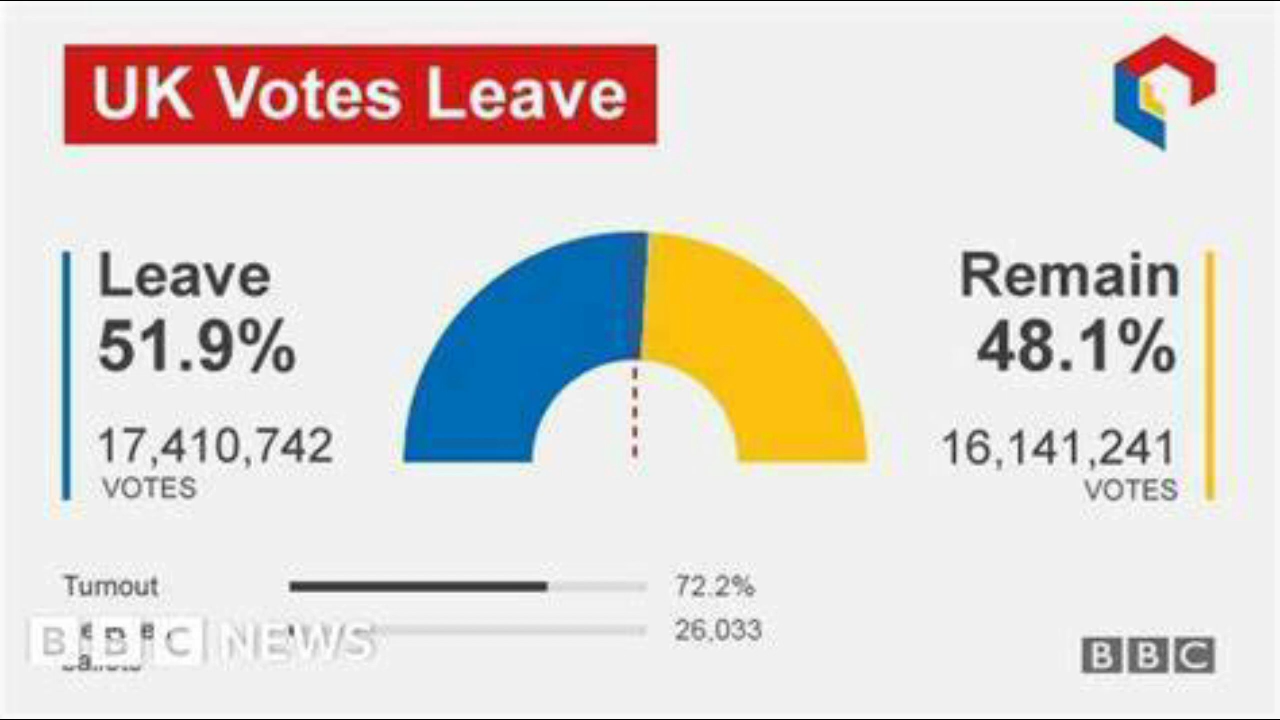 UK Votes Leave
Leave
51.9%
17,410,742
VOTES
Remain
48.1%
16,141,241
VOTES
Turnout 72.2%
26,033
BBC NEWS
BBC